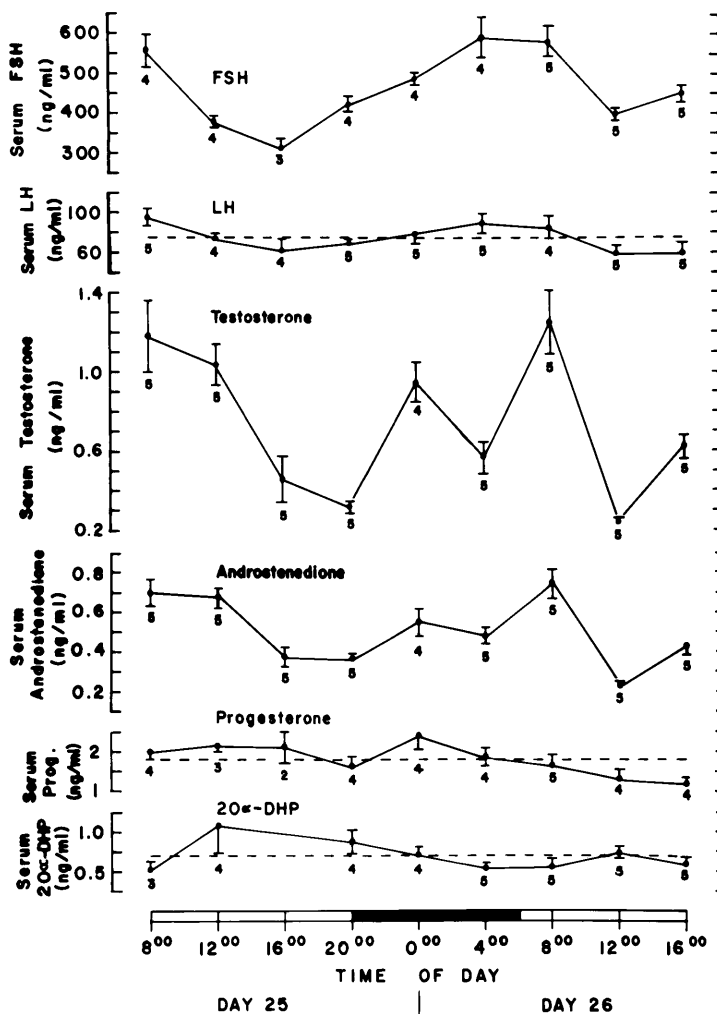 Serum FSH
(ng/ml)
600
500
400
300
FSH
4 4 3 4 4 4 5 5 5
Serum LH
(ng/ml)
100
60
LH
5 4 4 5 5 5 4 5 5
Serum Testosterone
(ng/ml)
1.4
1.0
0.6
0.2
Testosterone
5 5 5 5 4 5 5 5 5
Serum
Androstenedione
(ng/ml)
0.8
0.6
0.4
0.2
Androstenedione
5 5 5 5 4 5 5 5 5
Serum
Prog.
(ng/ml)
2
1
Progesterone
4 3 2 4 4 4 5 4 4
Serum
20α-DHP
(ng/ml)
1.0
0.5
20α-DHP
3 4 4 4 5 5 5 5
8⁰⁰ 12⁰⁰ 16⁰⁰ 20⁰⁰ 0⁰⁰ 4⁰⁰ 8⁰⁰ 12⁰⁰ 16⁰⁰
TIME OF DAY
DAY 25 DAY 26